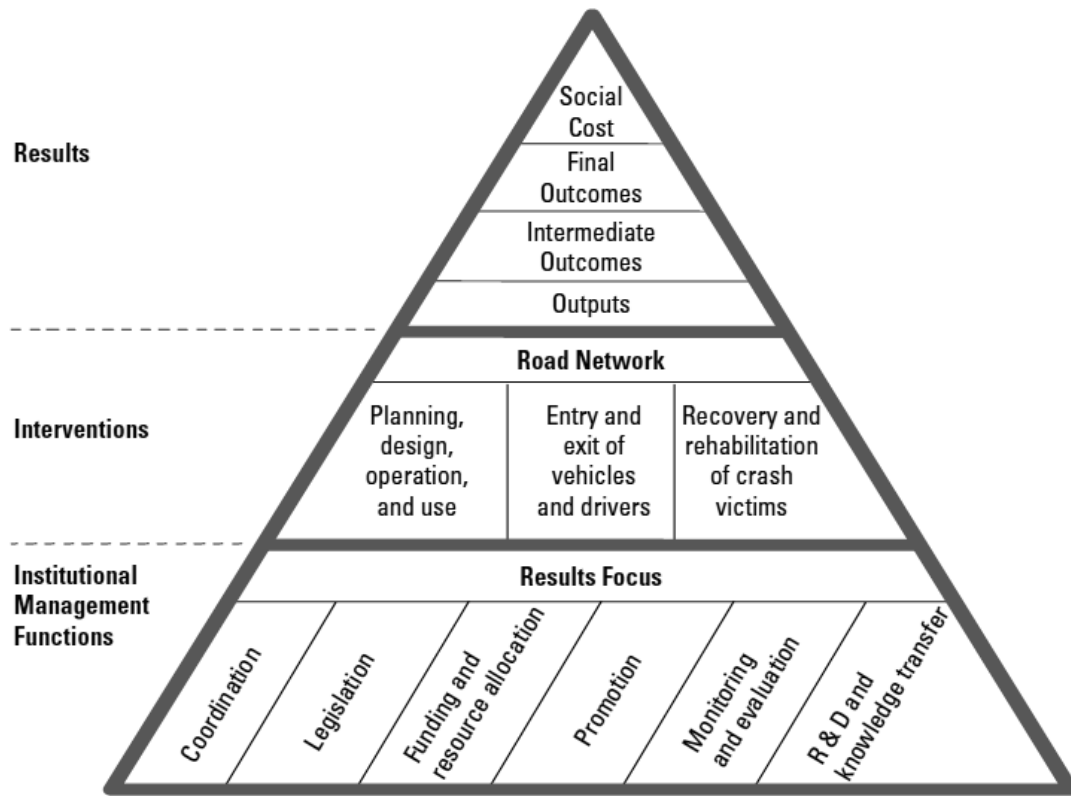 Social
Cost
Results
Final
Outcomes
Intermediate
Outcomes
Outputs
Road Network
Interventions
Planning,
design,
operation,
and use
Entry and
exit of
vehicles
and drivers
Recovery and
rehabilitation
of crash
victims
Institutional
Management
Functions
Results Focus
Coordination
Legislation
Funding and
resource allocation
Promotion
Monitoring
and evaluation
R & D and
knowledge transfer